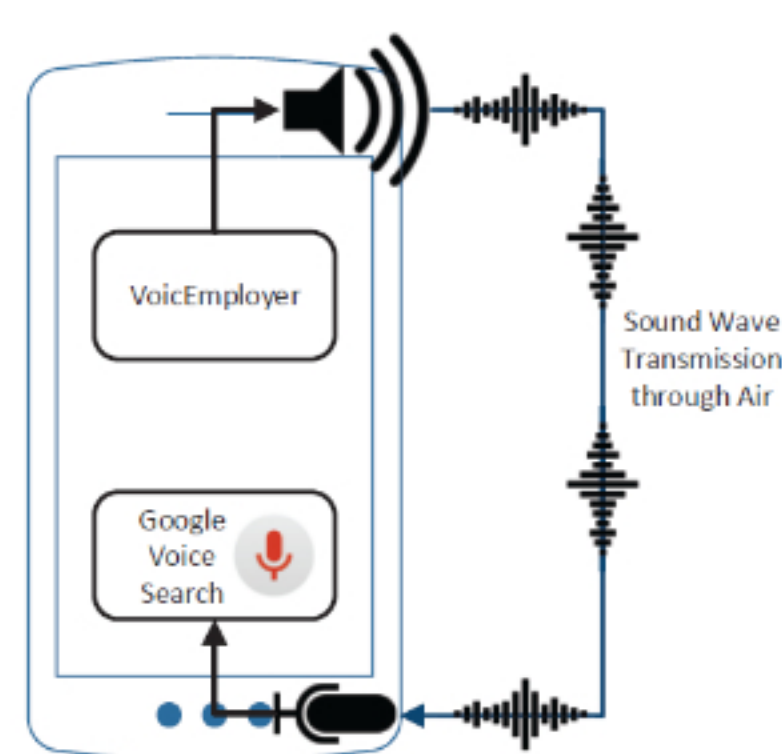 VoicEmployer
Sound Wave
Transmission
through Air
Google
Voice
Search